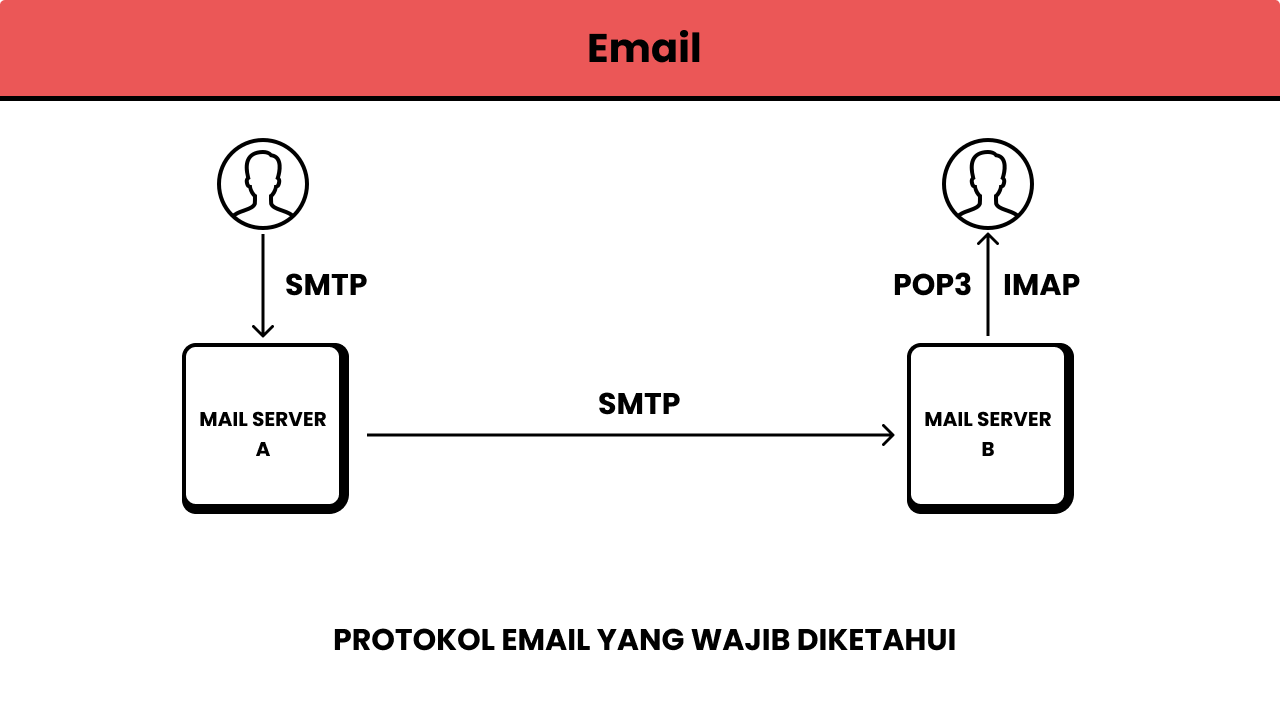 Email
SMTP
POP3
IMAP
SMTP
MAIL SERVER
A
MAIL SERVER
B
PROTOKOL EMAIL YANG WAJIB DIKETAHUI